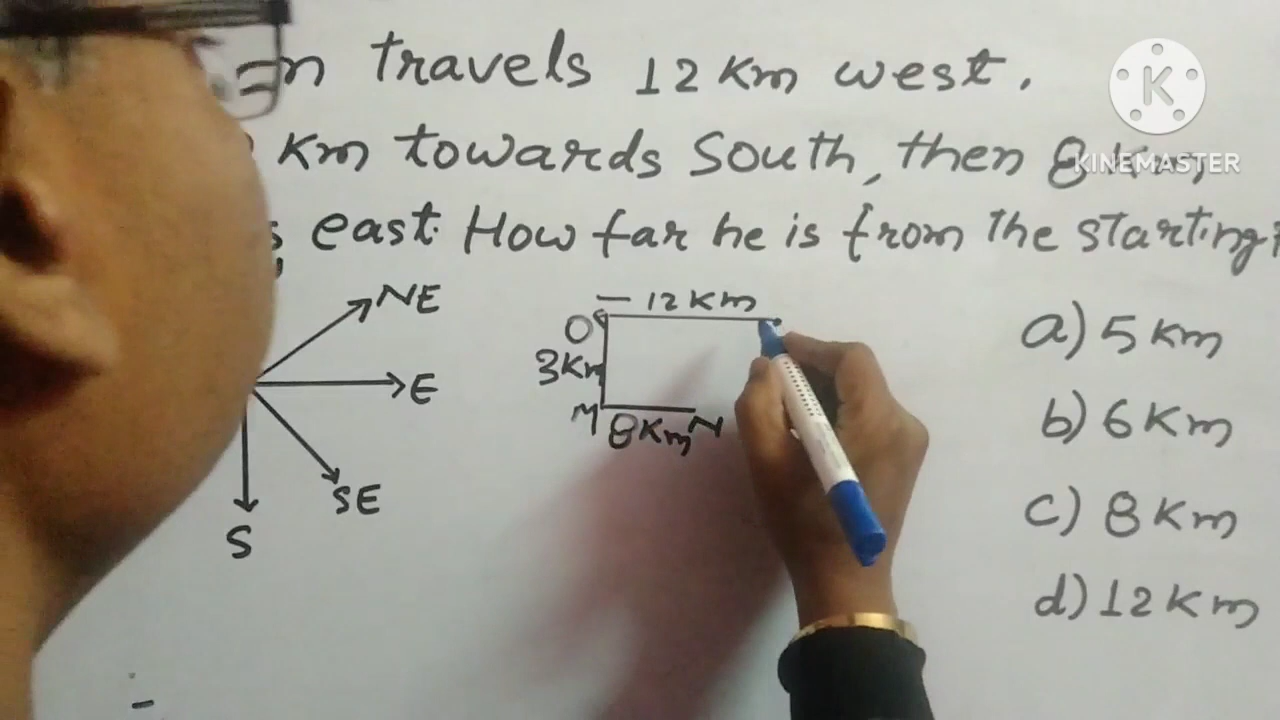 travels 12 Km west.
Km towards South, then 8 Km
east. How far he is from the starting
NE
E
SE
S
12 Km
O
3 Km
M
8 Km N
a) 5 Km
b) 6 Km
c) 8 Km
d) 12 Km
K
KINEMASTER